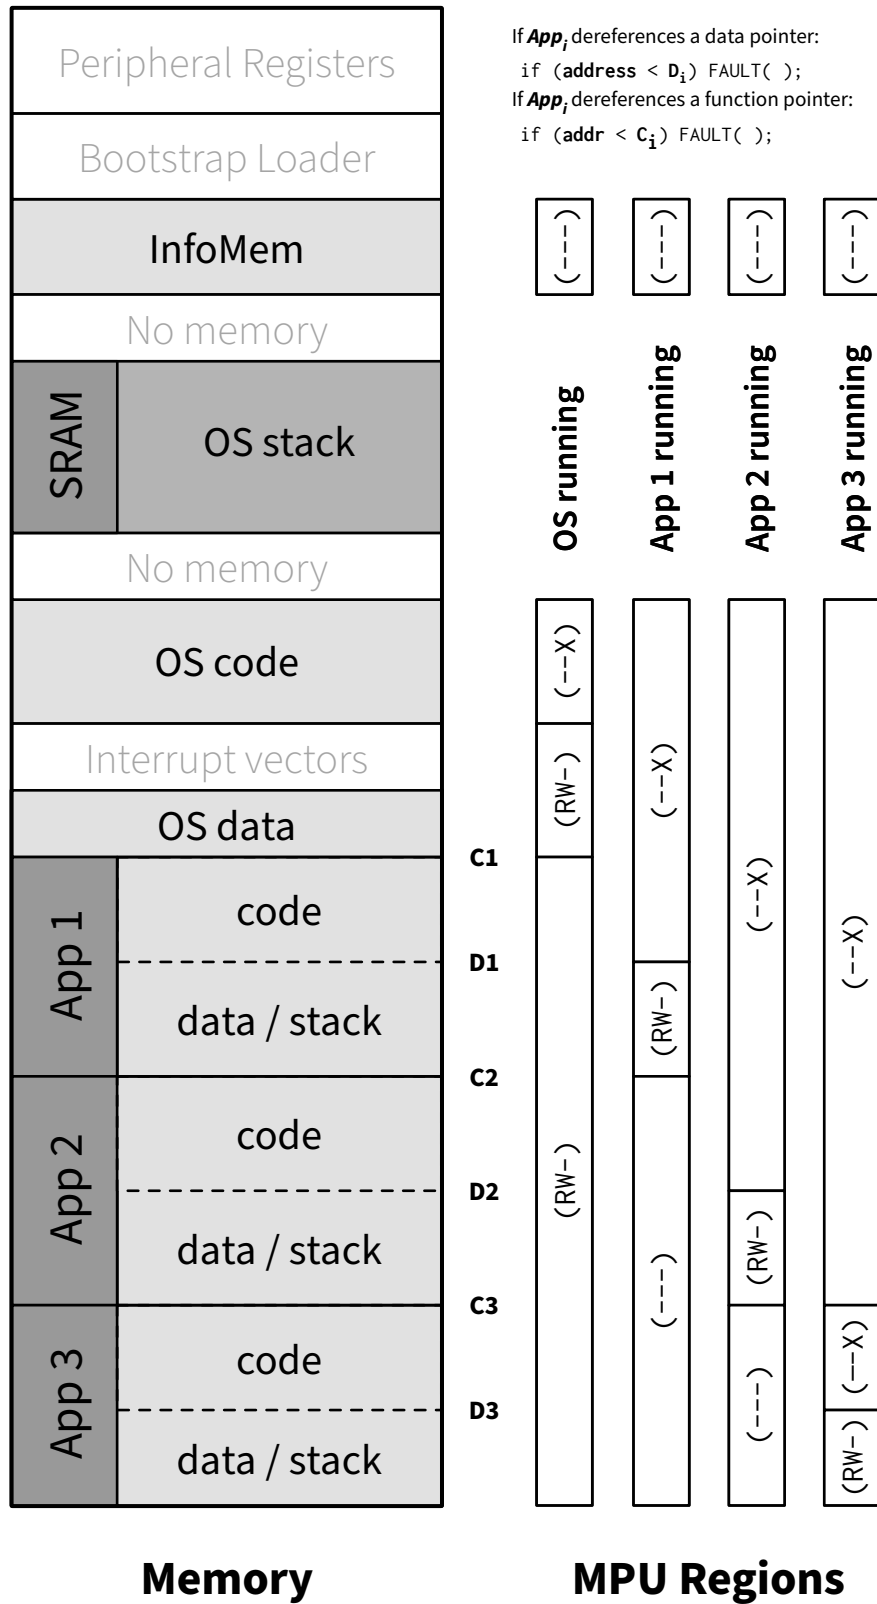 If App_i dereferences a data pointer:
if (address < D_i) FAULT( );
If App_i dereferences a function pointer:
if (addr < C_i) FAULT( );
Peripheral Registers
Bootstrap Loader
InfoMem
No memory
SRAM
OS stack
No memory
OS code
Interrupt vectors
OS data
App 1
code
data / stack
App 2
code
data / stack
App 3
code
data / stack
C1
D1
C2
D2
C3
D3
(---)
(---)
(---)
(---)
OS running
App 1 running
App 2 running
App 3 running
(--X)
(RW-)
(RW-)
(--X)
(RW-)
(---)
(--X)
(RW-)
(---)
(--X)
(--X)
(RW-)
Memory
MPU Regions